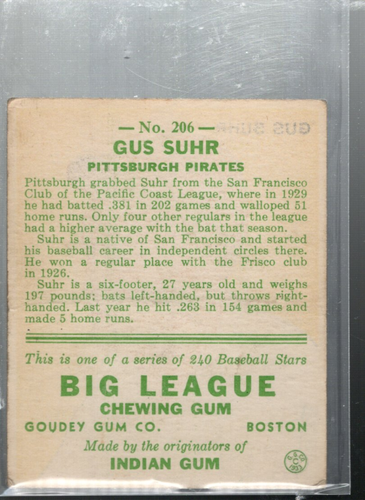 — No. 206 —
GUS SUHR
PITTSBURGH PIRATES
Pittsburgh grabbed Suhr from the San Francisco
Club of the Pacific Coast League, where in 1929
he had batted .381 in 202 games and walloped 51
home runs. Only four other regulars in the league
had a higher average with the bat that season.
Suhr is a native of San Francisco and started
his baseball career in independent circles there.
He won a regular place with the Frisco club
in 1926.
Suhr is a six-footer, 27 years old and weighs
197 pounds; bats left-handed, but throws right-
handed. Last year he hit .263 in 154 games and
made 5 home runs.
This is one of a series of 240 Baseball Stars
BIG LEAGUE
CHEWING GUM
GOUDEY GUM CO. BOSTON
Made by the originators of
INDIAN GUM